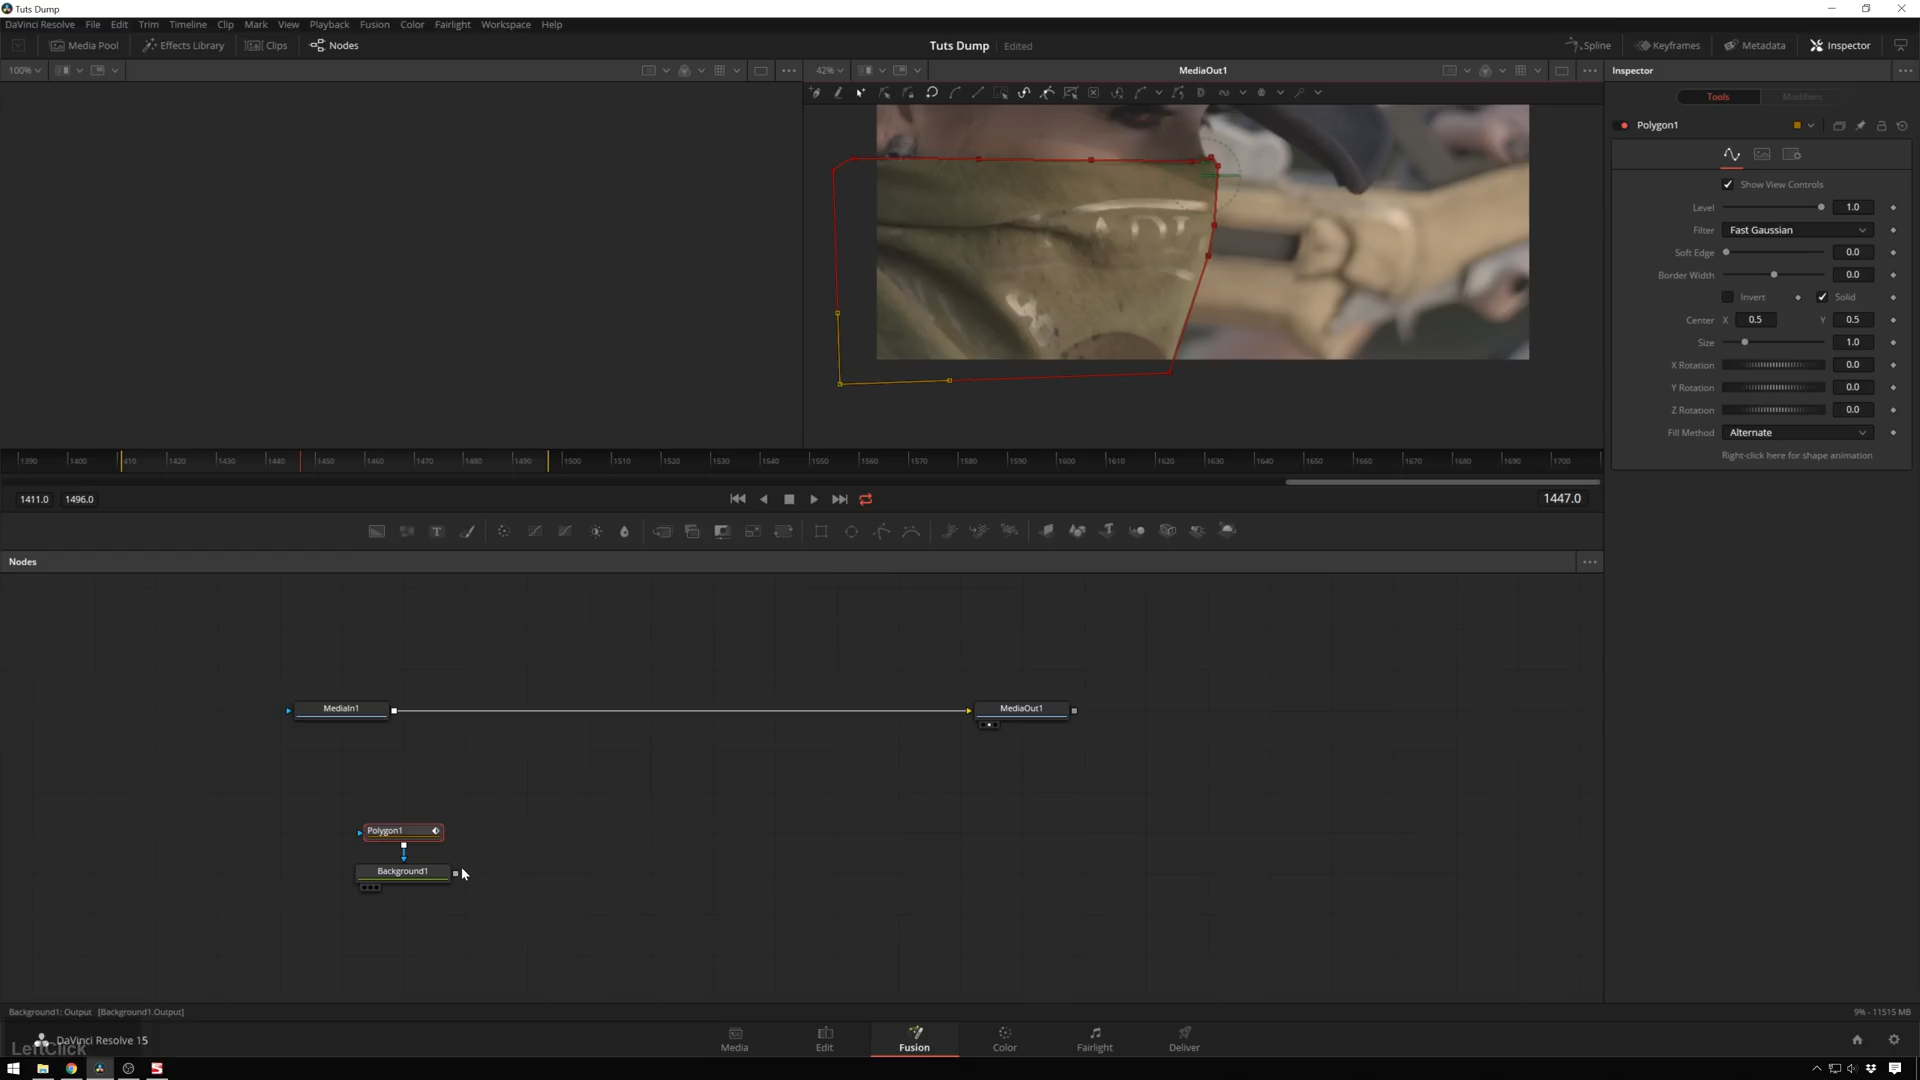 Tuts Dump
DaVinci Resolve File Edit Trim Timeline Clip Mark View Playback Fusion Color Fairlight Workspace Help
Media Pool Effects Library Clips Nodes Tuts Dump Edited Spline Keyframes Metadata Inspector
100% 42% MediaOut1 Inspector
Tools Modifiers
Polygon1
Show View Controls
Level 1.0
Filter Fast Gaussian
Soft Edge 0.0
Border Width 0.0
Invert Solid
Center X 0.5 Y 0.5
Size 1.0
X Rotation 0.0
Y Rotation 0.0
Z Rotation 0.0
Fill Method Alternate
Right-click here for shape animation
1390 1400 410 1420 1430 1440 1450 1460 1470 1480 1490 1500 1510 1520 1530 1540 1550 1560 1570 1580 1590 1600 1610 1620 1630 1640 1650 1660 1670 1680 1690 1700
1411.0 1496.0 1447.0
Nodes
MediaIn1 MediaOut1
Polygon1
Background1
Background1: Output [Background1.Output] 9% - 11515 MB
DaVinci Resolve 15
LeftClick
Media Edit Fusion Color Fairlight Deliver